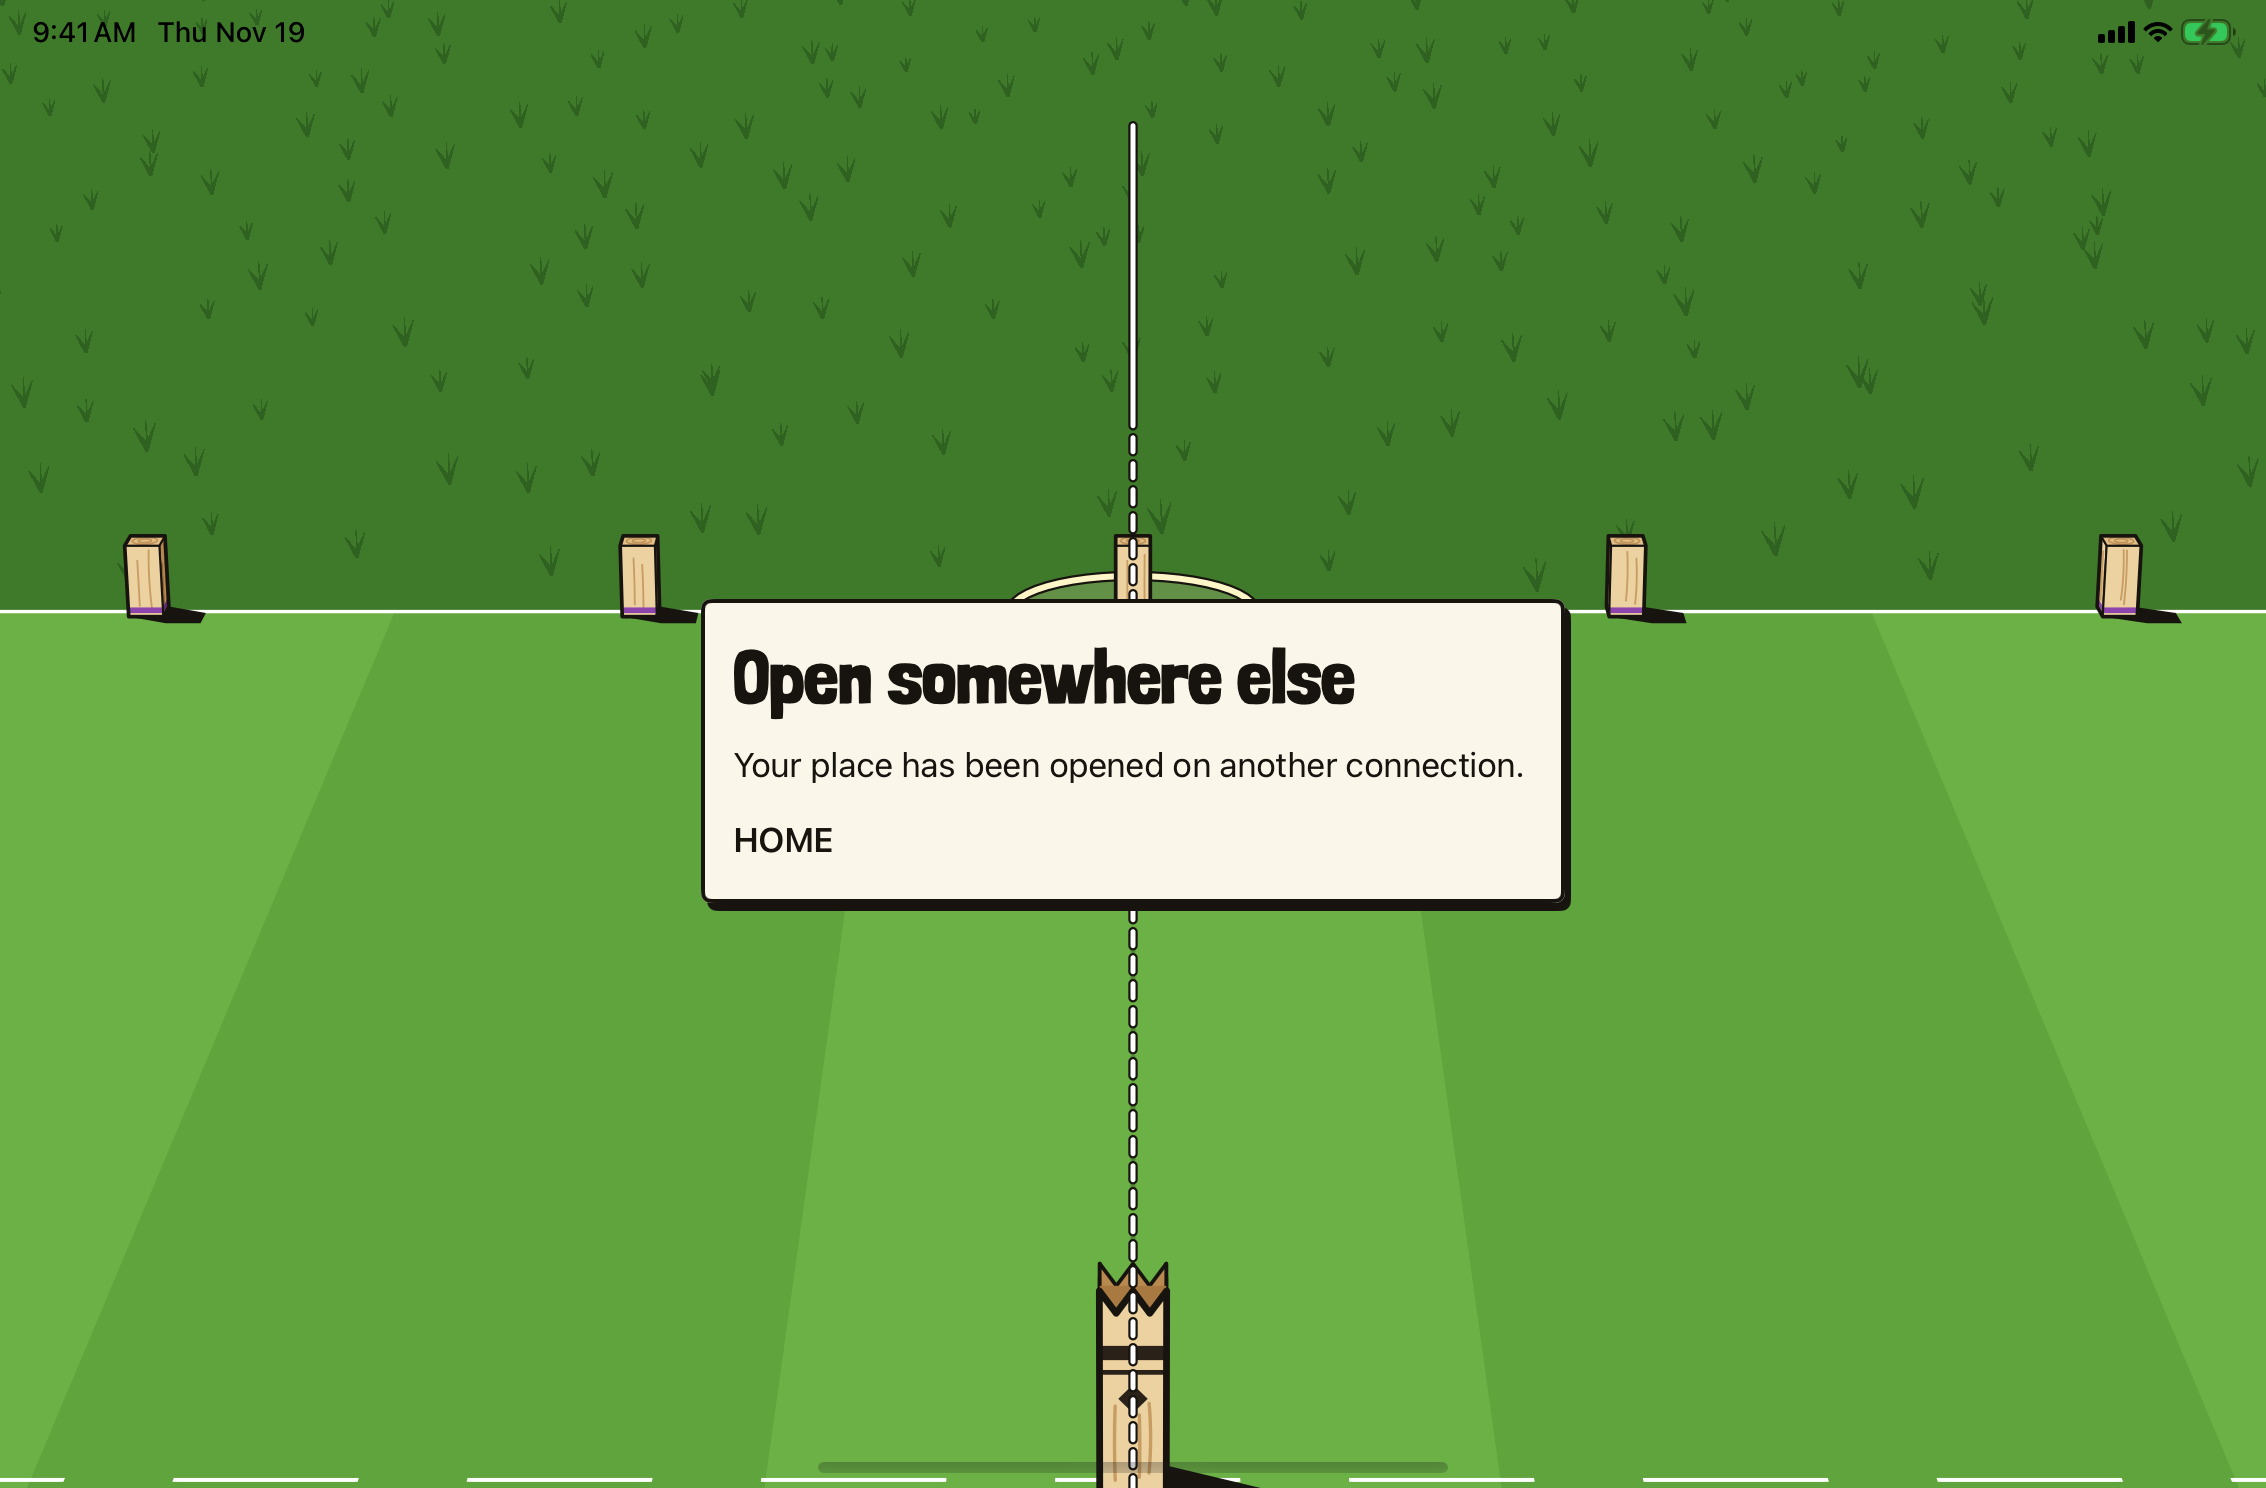 9:41 AM Thu Nov 19
Open somewhere else
Your place has been opened on another connection.
HOME